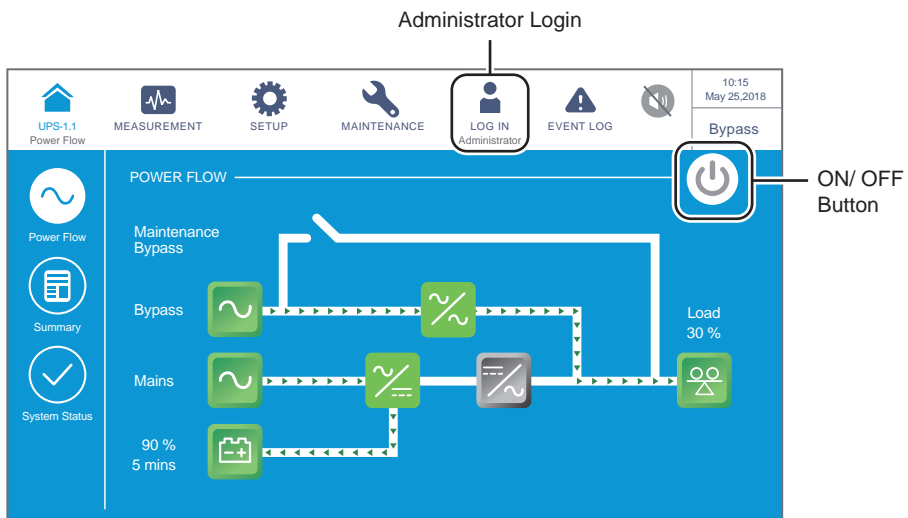 Administrator Login
UPS-1.1
Power Flow
MEASUREMENT
SETUP
MAINTENANCE
LOG IN
Administrator
EVENT LOG
10:15
May 25,2018
Bypass
ON/ OFF
Button
POWER FLOW
Power Flow
Maintenance
Bypass
Bypass
Load
30 %
Summary
Mains
System Status
90 %
5 mins